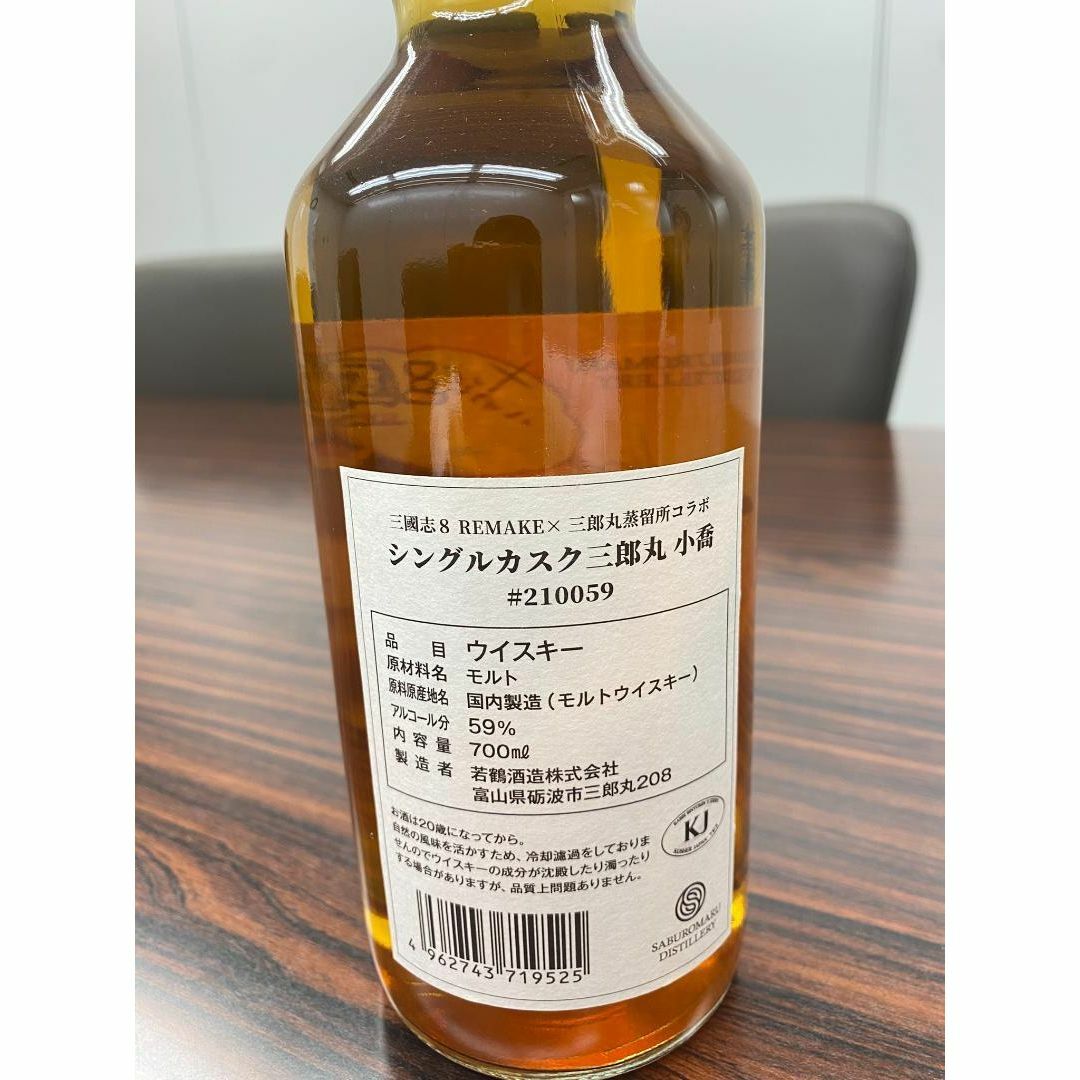 三國志8 REMAKE× 三郎丸蒸留所コラボ
シングルカスク三郎丸 小喬
#210059
品目 ウイスキー
原材料名 モルト
原料原産地名 国内製造(モルトウイスキー)
アルコール分 59%
内容量 700mℓ
製造者 若鶴酒造株式会社
富山県砺波市三郎丸208
お酒は20歳になってから。
自然の風味を活かすため、冷却濾過をしておりま
せんのでウイスキーの成分が沈殿したり濁ったり
する場合がありますが、品質上問題ありません。
KJ
SABUROMARU
DISTILLERY
4 962743 719525